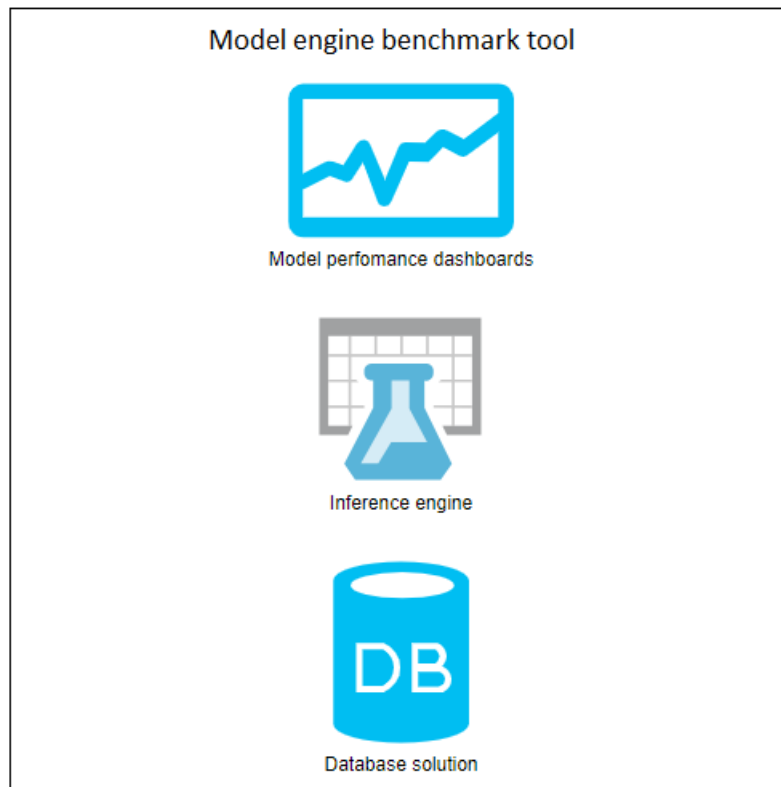 Model engine benchmark tool
Model perfomance dashboards
Inference engine
DB
Database solution